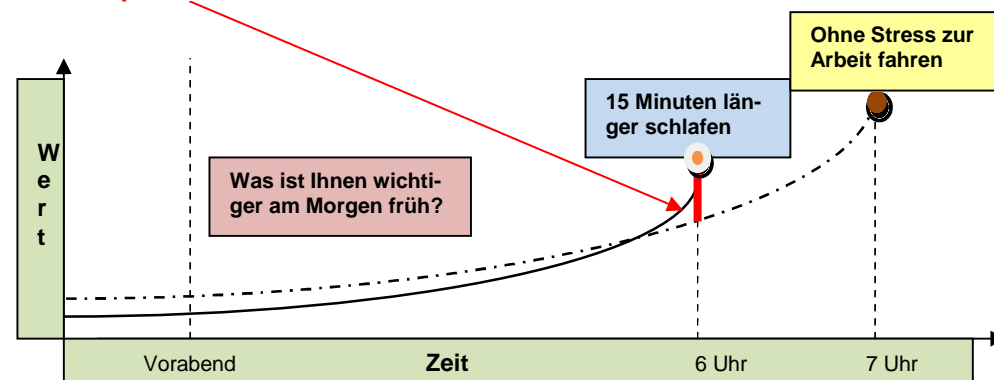 Ohne Stress zur
Arbeit fahren
15 Minuten län-
ger schlafen
Was ist Ihnen wichti-
ger am Morgen früh?
W
e
r
t
Vorabend
Zeit
6 Uhr
7 Uhr